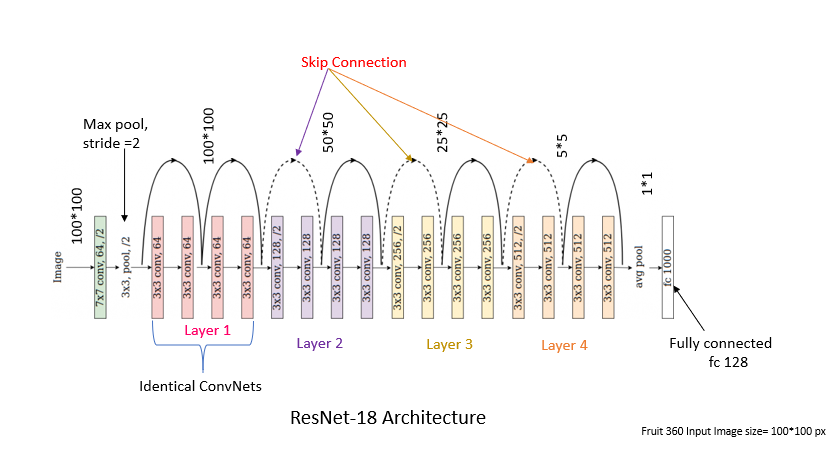 Skip Connection
Max pool,
stride =2
100*100
100*100
50*50
25*25
5*5
1*1
Image
7x7 conv, 64, /2
3x3, pool, /2
3x3 conv, 64
3x3 conv, 64
3x3 conv, 64
3x3 conv, 64
3x3 conv, 128, /2
3x3 conv, 128
3x3 conv, 128
3x3 conv, 128
3x3 conv, 256, /2
3x3 conv, 256
3x3 conv, 256
3x3 conv, 256
3x3 conv, 512, /2
3x3 conv, 512
3x3 conv, 512
3x3 conv, 512
avg pool
fc 1000
Layer 1
Layer 2
Layer 3
Layer 4
Fully connected
fc 128
Identical ConvNets
ResNet-18 Architecture
Fruit 360 Input Image size= 100*100 px